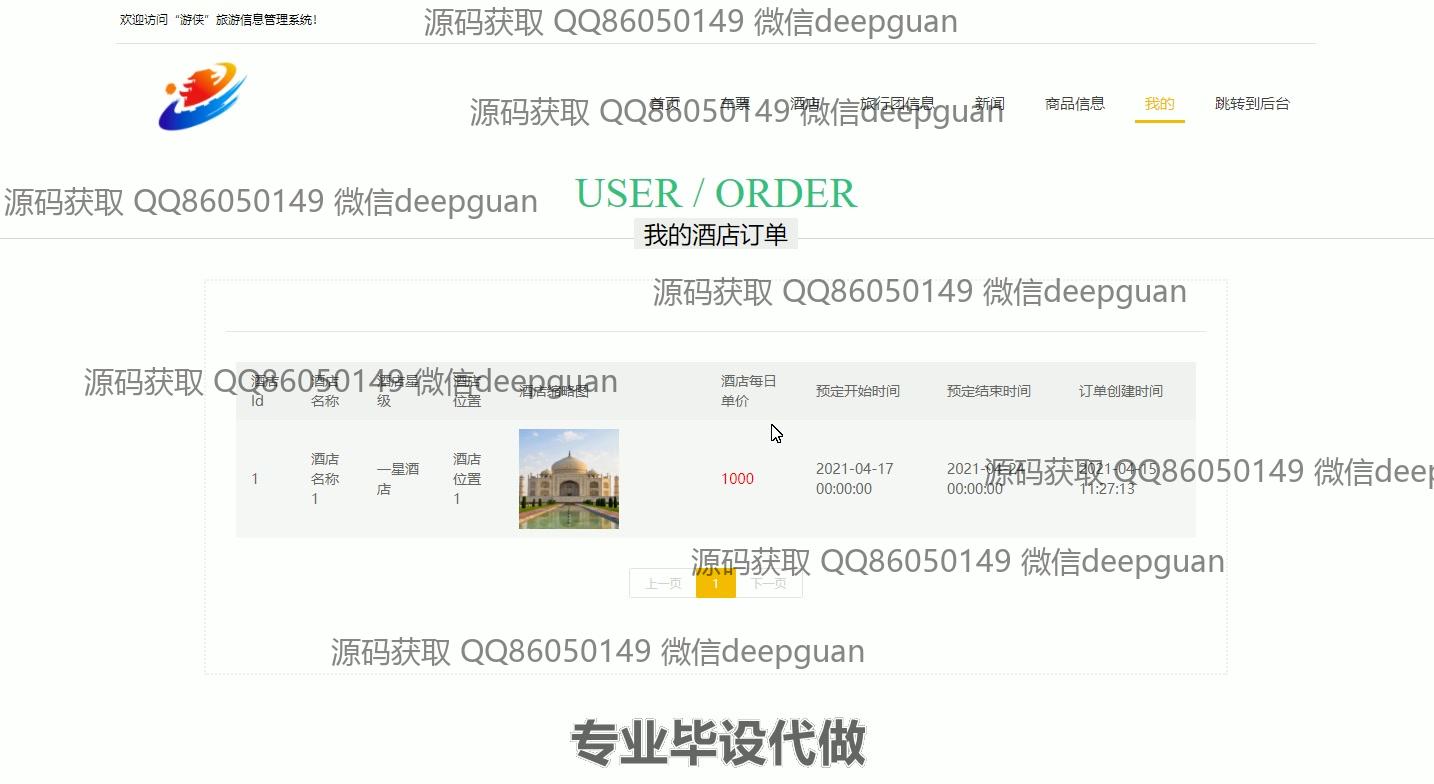 欢迎访问“游侠”旅游信息管理系统！
源码获取 QQ86050149 微信deepguan
首页 车票 酒店 旅行团信息 新闻 商品信息 我的 跳转到后台
源码获取 QQ86050149 微信deepguan
源码获取 QQ86050149 微信deepguan
USER / ORDER
我的酒店订单
源码获取 QQ86050149 微信deepguan
酒店Id 酒店名称 酒店星级 酒店位置 酒店缩略图 酒店每日单价 预定开始时间 预定结束时间 订单创建时间
源码获取 QQ86050149 微信deepguan
1 酒店名称1 一星酒店 酒店位置1 1000 2021-04-17 00:00:00 2021-04-24 00:00:00 2021-04-15 11:27:13
源码获取 QQ86050149 微信deep
源码获取 QQ86050149 微信deepguan
上一页 1 下一页
源码获取 QQ86050149 微信deepguan
专业毕设代做